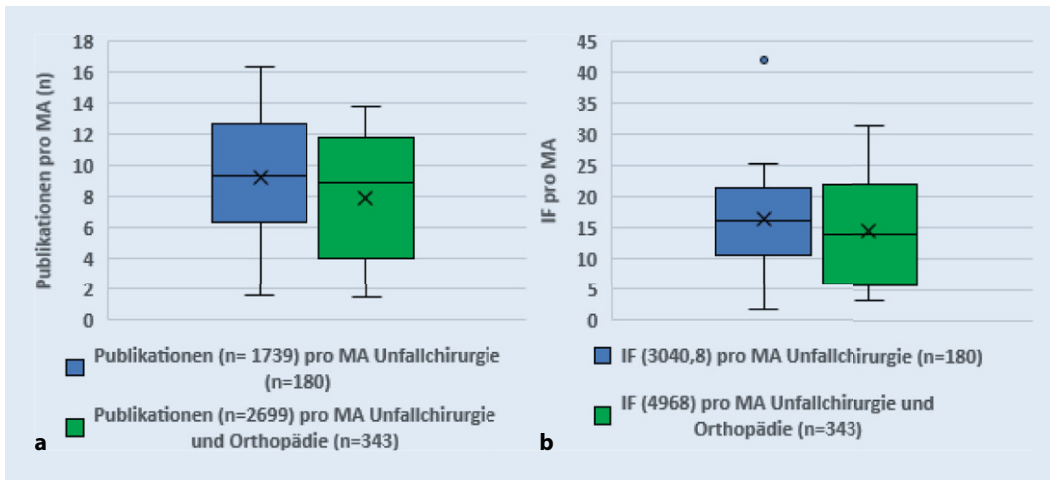 Publikationen pro MA (n)
18
16
14
12
10
8
6
4
2
0
Publikationen (n= 1739) pro MA Unfallchirurgie
(n=180)
Publikationen (n=2699) pro MA Unfallchirurgie
und Orthopädie (n=343)
a
IF pro MA
45
40
35
30
25
20
15
10
5
0
IF (3040,8) pro MA Unfallchirurgie (n=180)
IF (4968) pro MA Unfallchirurgie und
Orthopädie (n=343)
b